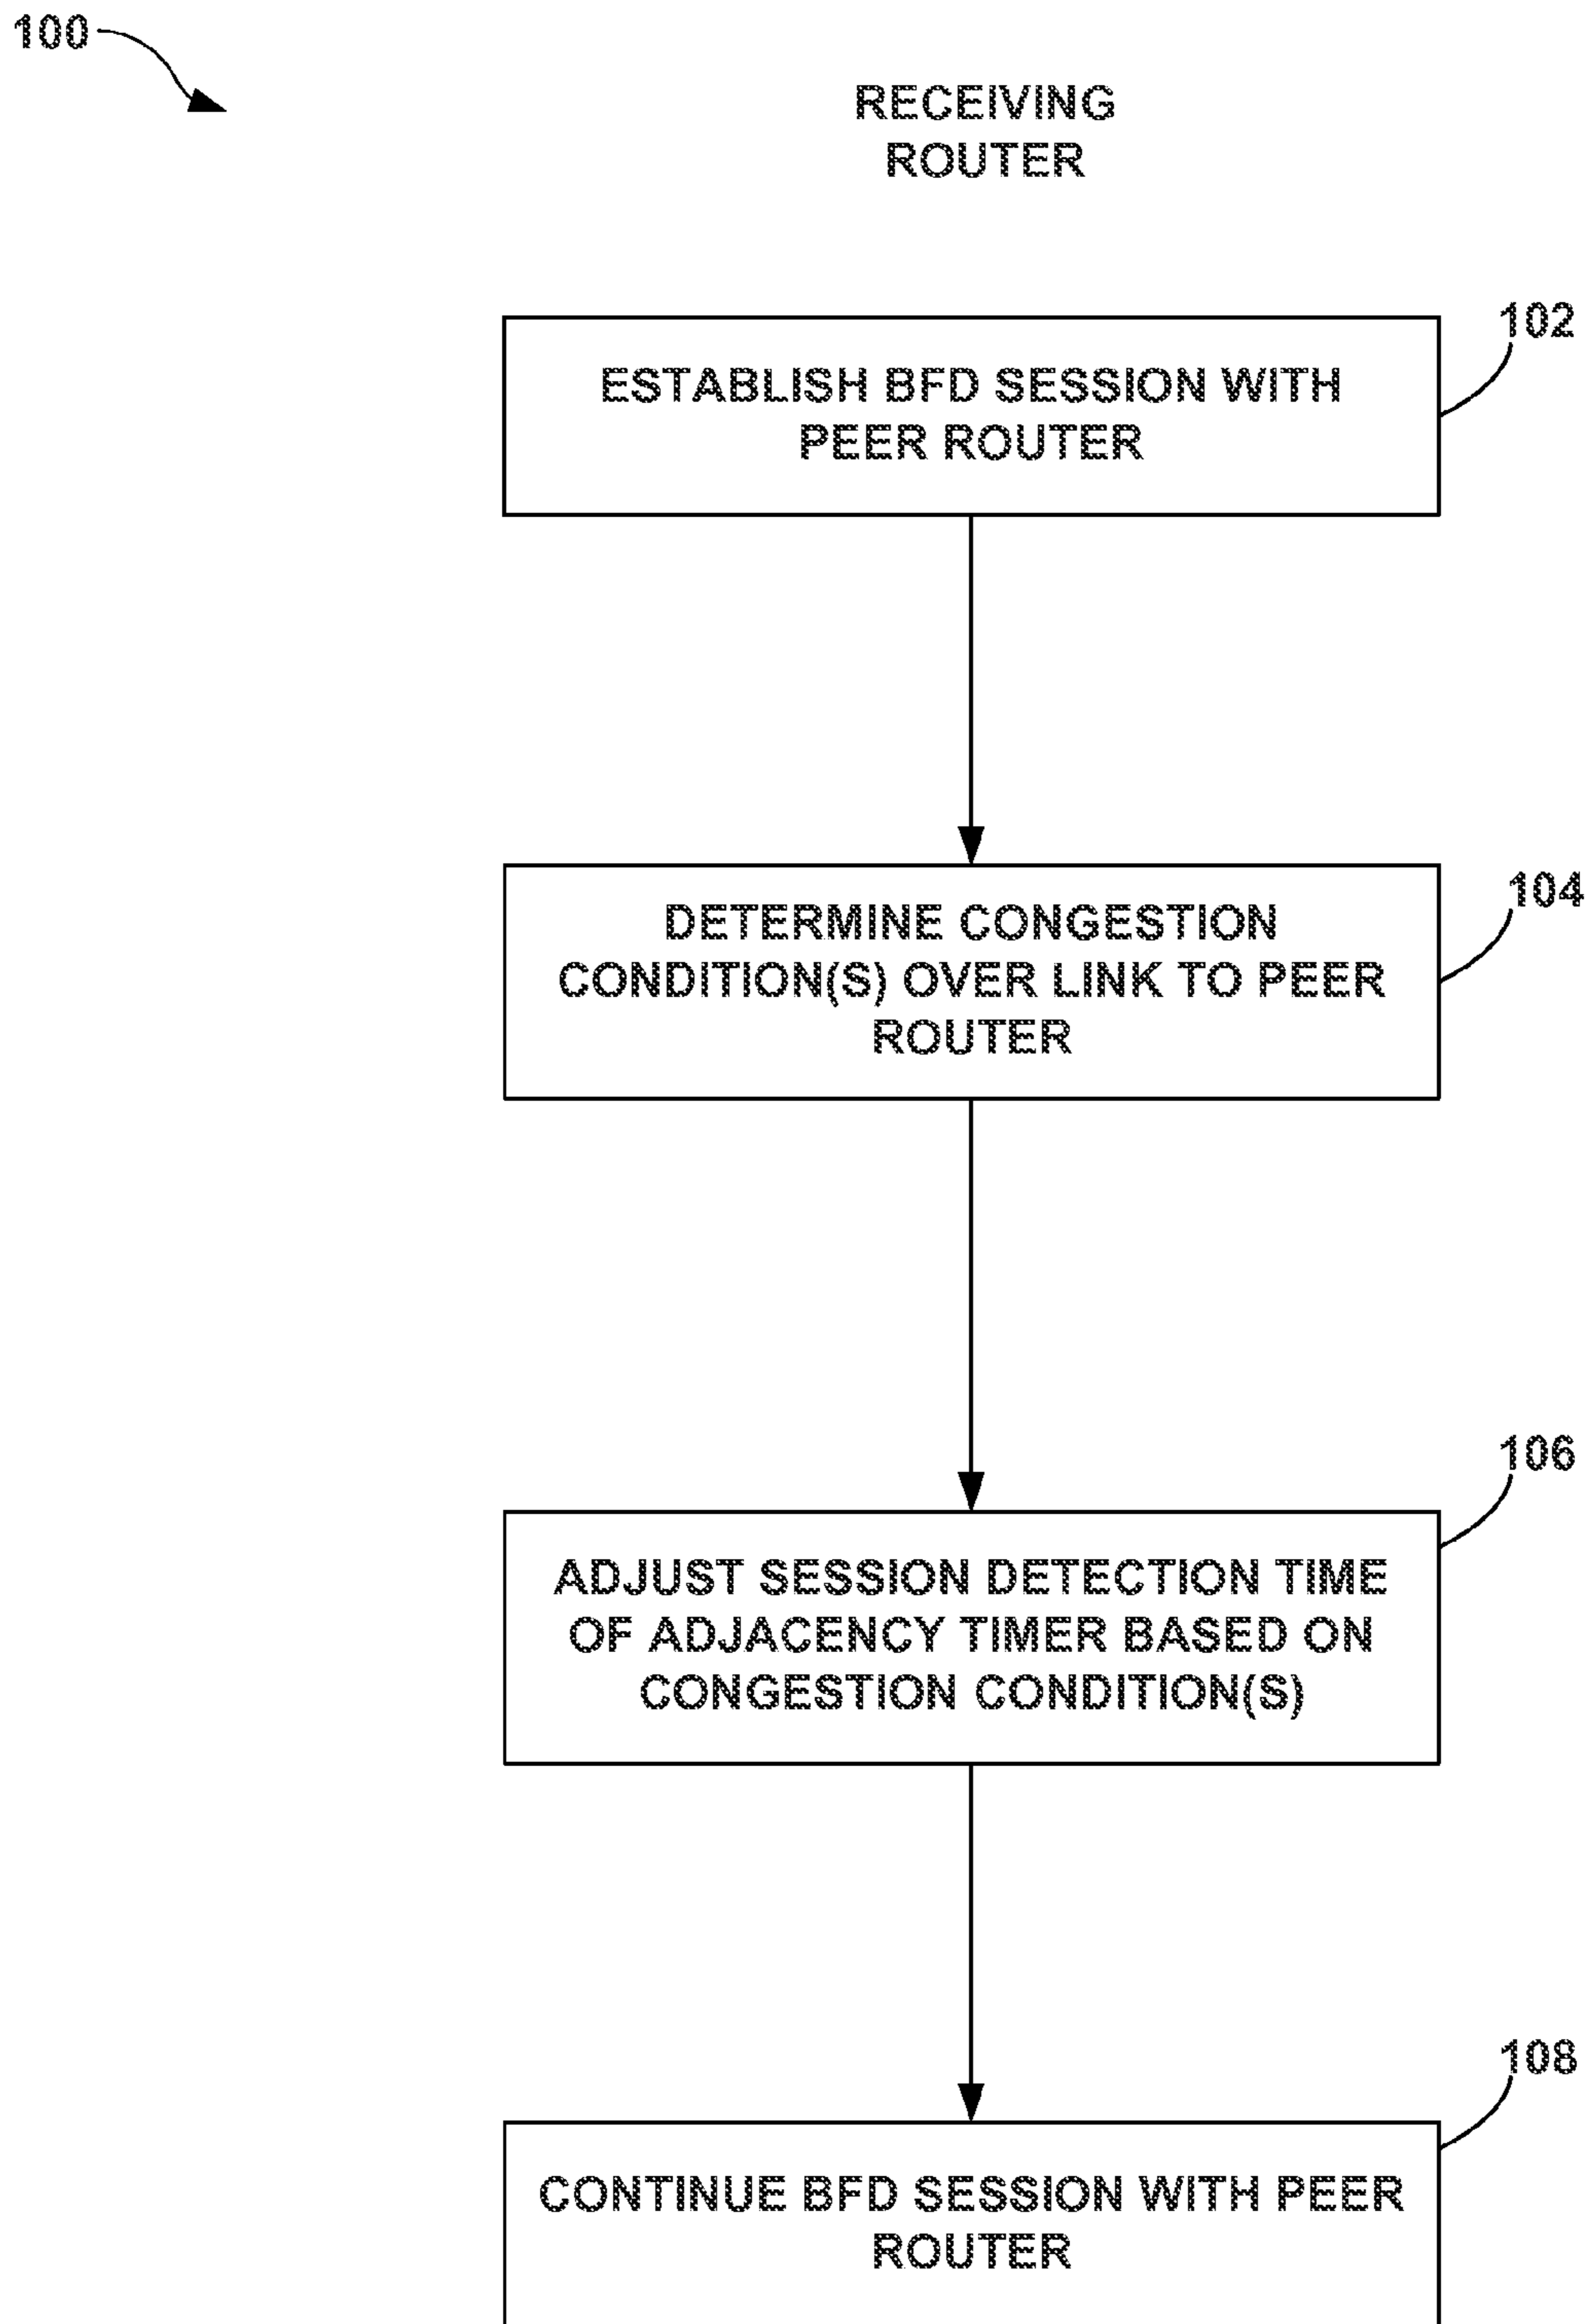 100
RECEIVING
ROUTER
102
ESTABLISH BFD SESSION WITH
PEER ROUTER
104
DETERMINE CONGESTION
CONDITION(S) OVER LINK TO PEER
ROUTER
106
ADJUST SESSION DETECTION TIME
OF ADJACENCY TIMER BASED ON
CONGESTION CONDITION(S)
108
CONTINUE BFD SESSION WITH PEER
ROUTER